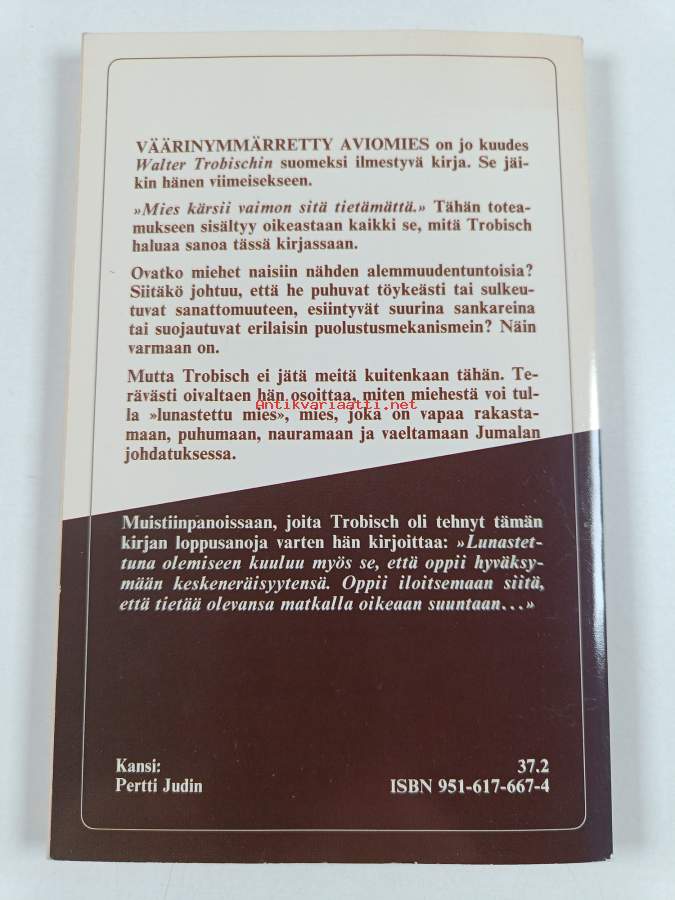 VÄÄRINYMMÄRRETTY AVIOMIES on jo kuudes
Walter Trobischin suomeksi ilmestyvä kirja. Se jäi-
kin hänen viimeisekseen.
»Mies kärsii vaimon sitä tietämättä.» Tähän totea-
mukseen sisältyy oikeastaan kaikki se, mitä Trobisch
haluaa sanoa tässä kirjassaan.
Ovatko miehet naisiin nähden alemmuudentuntoisia?
Siitäkö johtuu, että he puhuvat töykeästi tai sulkeu-
tuvat sanattomuuteen, esiintyvät suurina sankareina
tai suojautuvat erilaisin puolustusmekanismein? Näin
varmaan on.
Mutta Trobisch ei jätä meitä kuitenkaan tähän. Te-
rävästi oivaltaen hän osoittaa, miten miehestä voi tul-
Antikvariaatti.net
la »lunastettu mies», mies, joka on vapaa rakasta-
maan, puhumaan, nauramaan ja vaeltamaan Jumalan
johdatuksessa.
Muistiinpanoissaan, joita Trobisch oli tehnyt tämän
kirjan loppusanoja varten hän kirjoittaa: »Lunastet-
tuna olemiseen kuuluu myös se, että oppii hyväksy-
mään keskeneräisyytensä. Oppii iloitsemaan siitä,
että tietää olevansa matkalla oikeaan suuntaan...»
Kansi:
Pertti Judin
37.2
ISBN 951-617-667-4